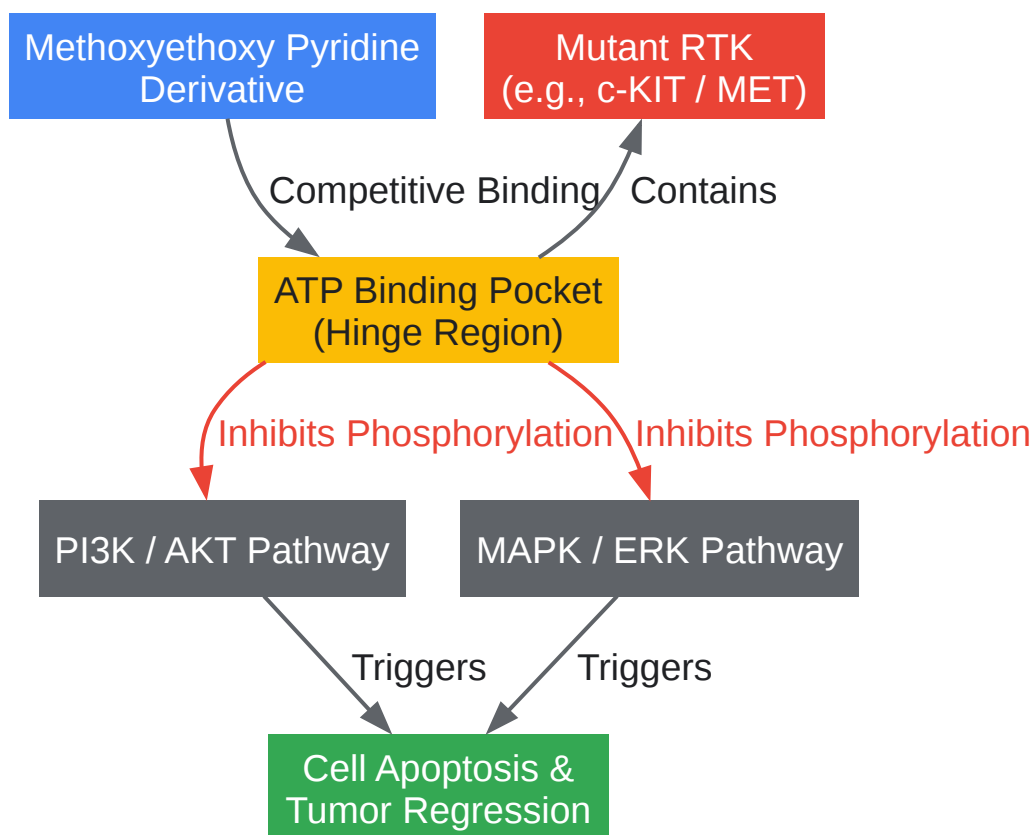 Methoxyethoxy Pyridine
Derivative
Mutant RTK
(e.g., c-KIT / MET)
Competitive Binding
Contains
ATP Binding Pocket
(Hinge Region)
Inhibits Phosphorylation
Inhibits Phosphorylation
PI3K / AKT Pathway
MAPK / ERK Pathway
Triggers
Triggers
Cell Apoptosis &
Tumor Regression